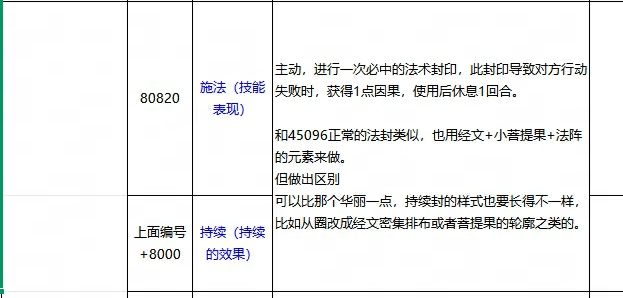 主动，进行一次必中的法术封印，此封印导致对方行动
失败时，获得1点因果，使用后休息1回合。
80820
施法（技能
表现）
和45096正常的法封类似，也用经文+小菩提果+法阵
的元素来做。
但做出区别
可以比那个华丽一点，持续封的样式也要长得不一样，
比如从圈改成经文密集排布或者菩提果的轮廓之类的。
上面编号
+8000
持续（持续
的效果）